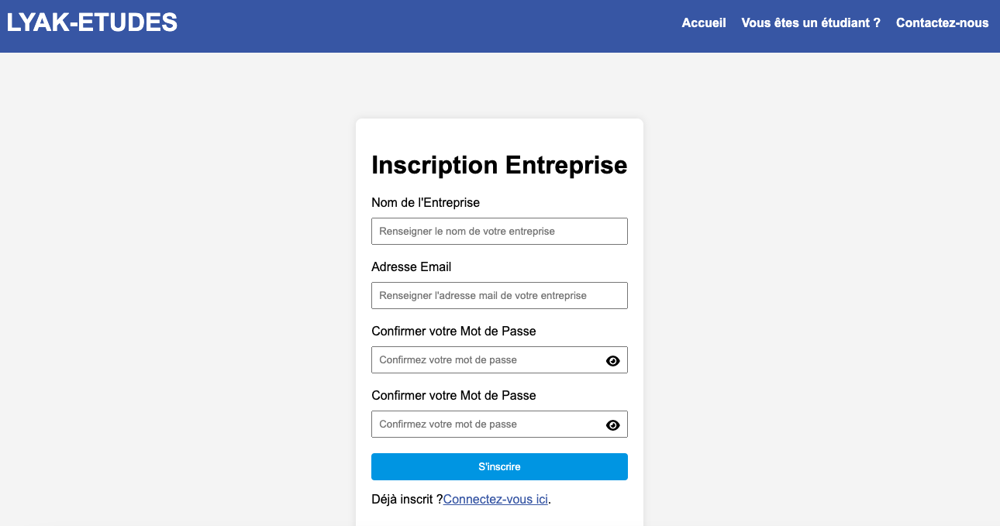 LYAK-ETUDES
Accueil
Vous êtes un étudiant ?
Contactez-nous
Inscription Entreprise
Nom de l'Entreprise
Renseigner le nom de votre entreprise
Adresse Email
Renseigner l'adresse mail de votre entreprise
Confirmer votre Mot de Passe
Confirmez votre mot de passe
Confirmer votre Mot de Passe
Confirmez votre mot de passe
S'inscrire
Déjà inscrit ?Connectez-vous ici.